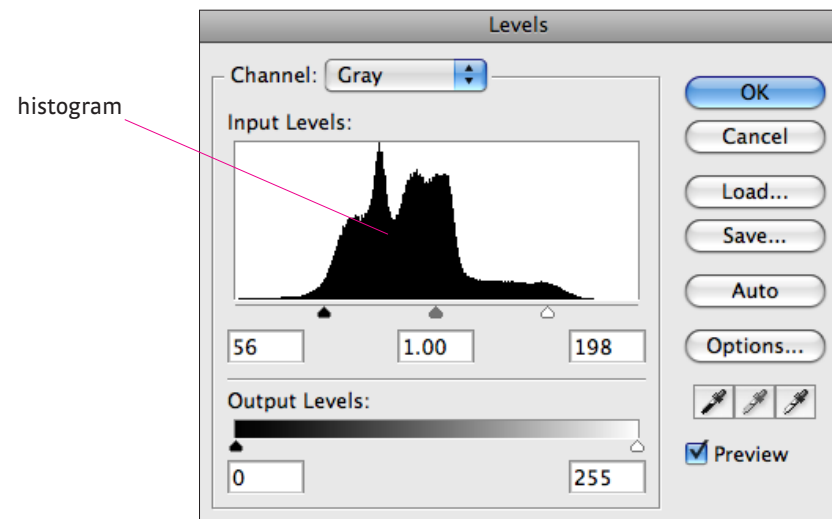 Levels
Channel: Gray
histogram
Input Levels:
56 1.00 198
Output Levels:
0 255
OK
Cancel
Load...
Save...
Auto
Options...
Preview